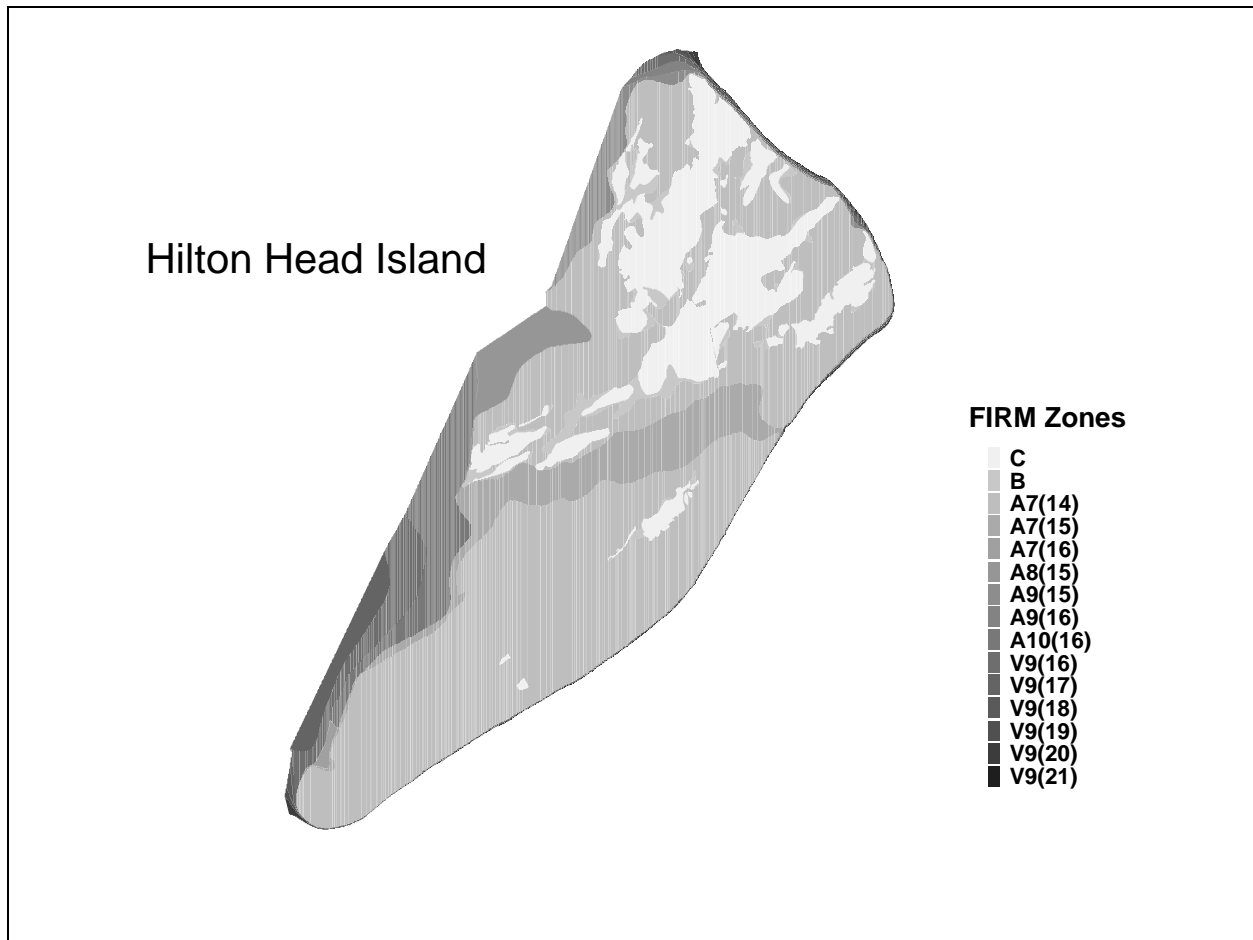 Hilton Head Island
FIRM Zones
C
B
A7(14)
A7(15)
A7(16)
A8(15)
A9(15)
A9(16)
A10(16)
V9(16)
V9(17)
V9(18)
V9(19)
V9(20)
V9(21)